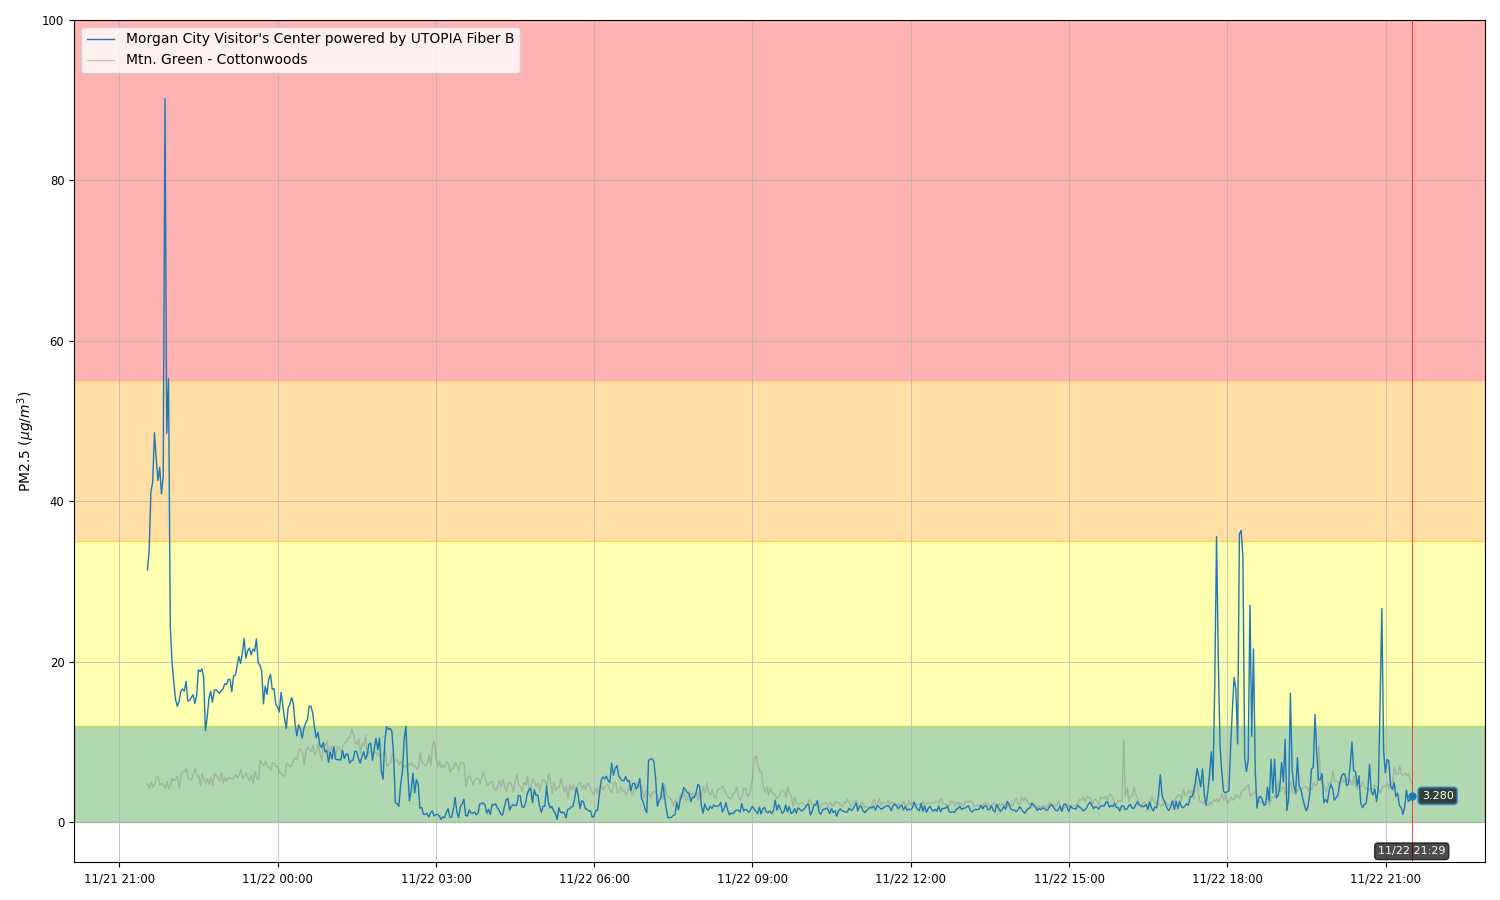 100
Morgan City Visitor's Center powered by UTOPIA Fiber B
Mtn. Green - Cottonwoods
80
60
PM2.5 (μg/m³)
40
20
3.280
0
11/22 21:29
11/21 21:00 11/22 00:00 11/22 03:00 11/22 06:00 11/22 09:00 11/22 12:00 11/22 15:00 11/22 18:00 11/22 21:00